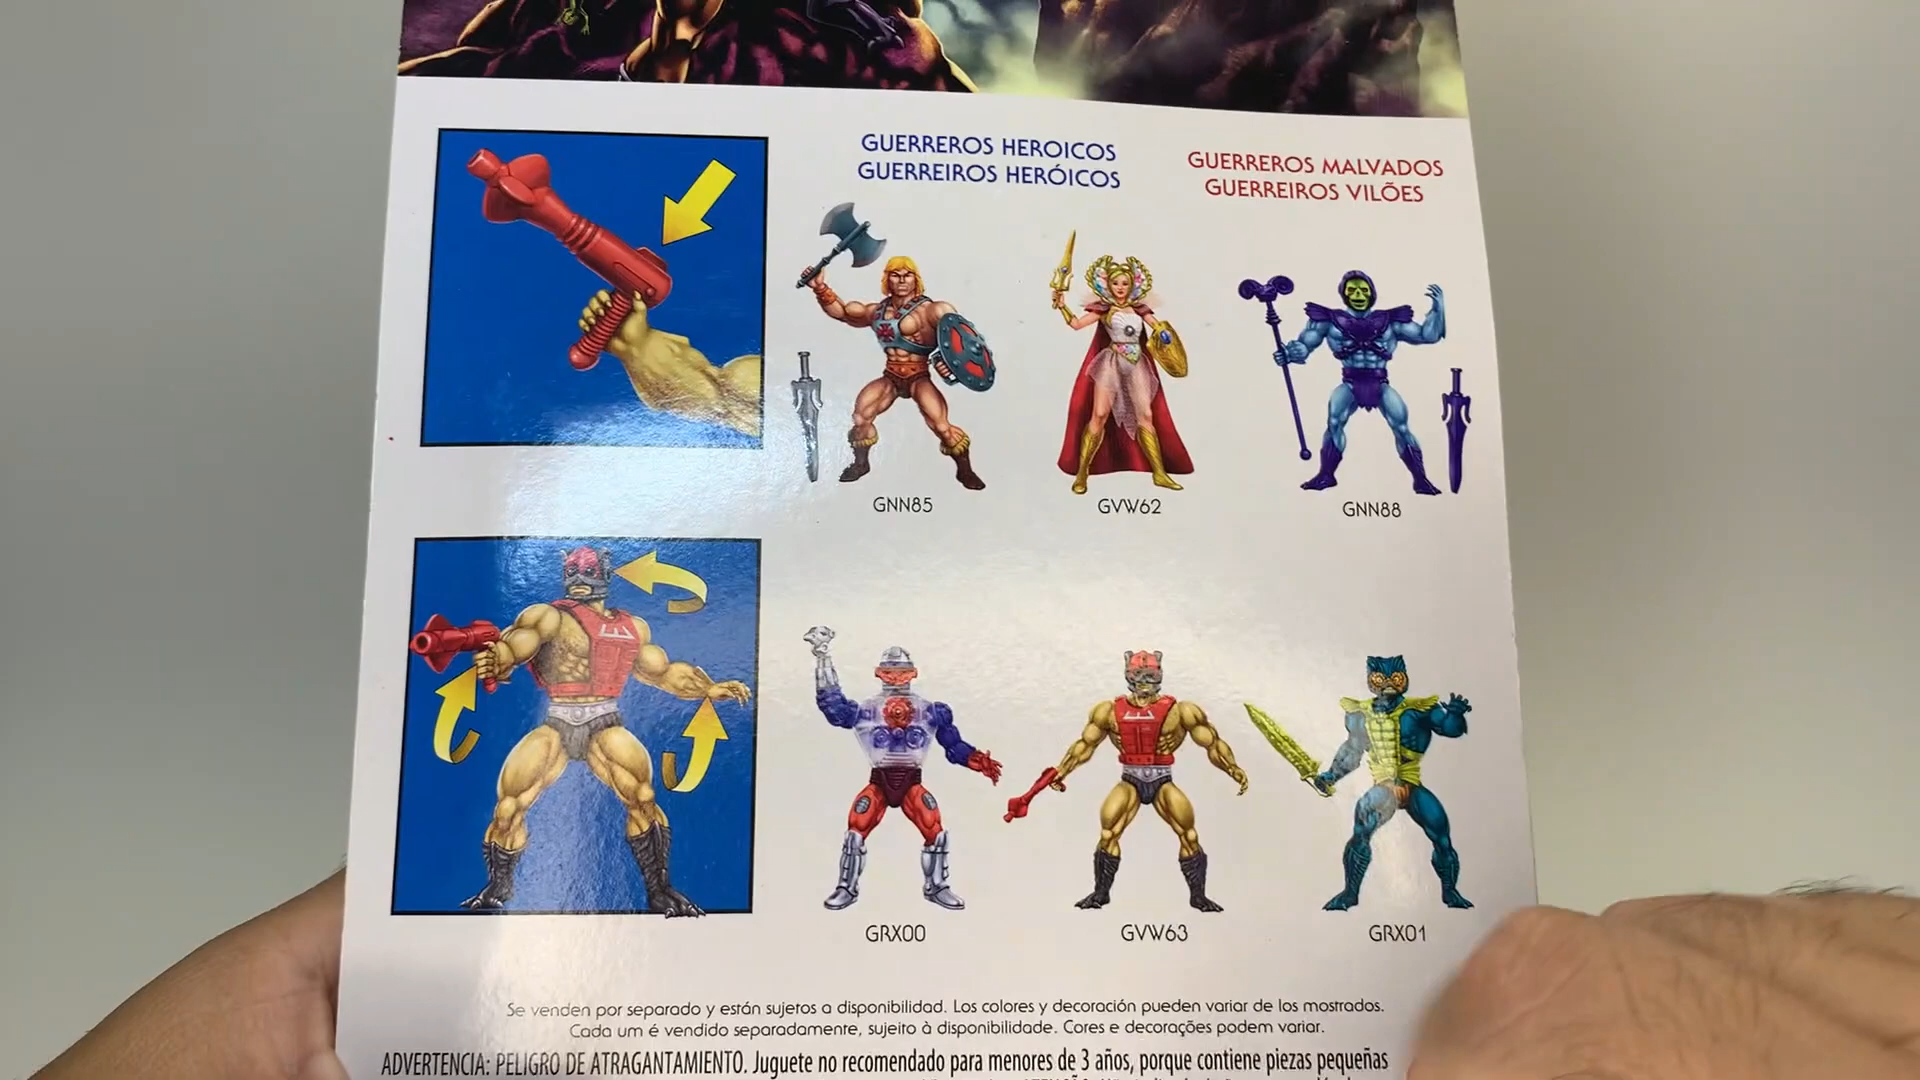 GUERREROS HEROICOS
GUERREIROS HERÓICOS
GUERREROS MALVADOS
GUERREIROS VILÕES
GNN85
GVW62
GNN88
GRX00
GVW63
GRX01
Se venden por separado y están sujetos a disponibilidad. Los colores y decoración pueden variar de los mostrados.
Cada um é vendido separadamente, sujeito à disponibilidade. Cores e decorações podem variar.
ADVERTENCIA: PELIGRO DE ATRAGANTAMIENTO. Juguete no recomendado para menores de 3 años, porque contiene piezas pequeñas